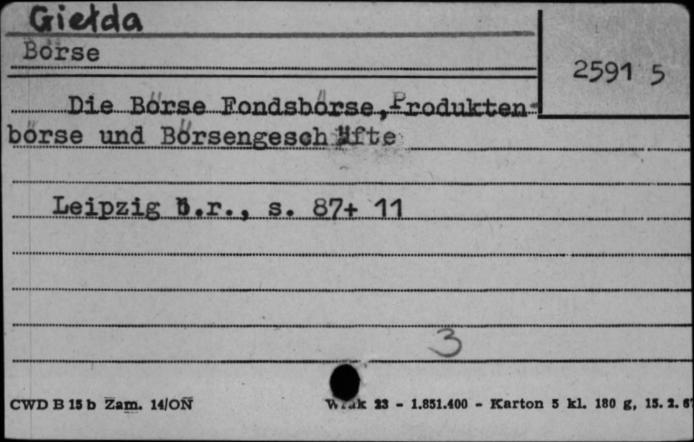 Giełda
Börse
2591 5
Die Börse Fondsbörse, Produkten-
börse und Börsengeschäfte
Leipzig b.r., s. 87+ 11
3
CWD B 15 b Zam. 14/ON 23 - 1.851.400 - Karton 5 kl. 180 g, 15. 2. 6